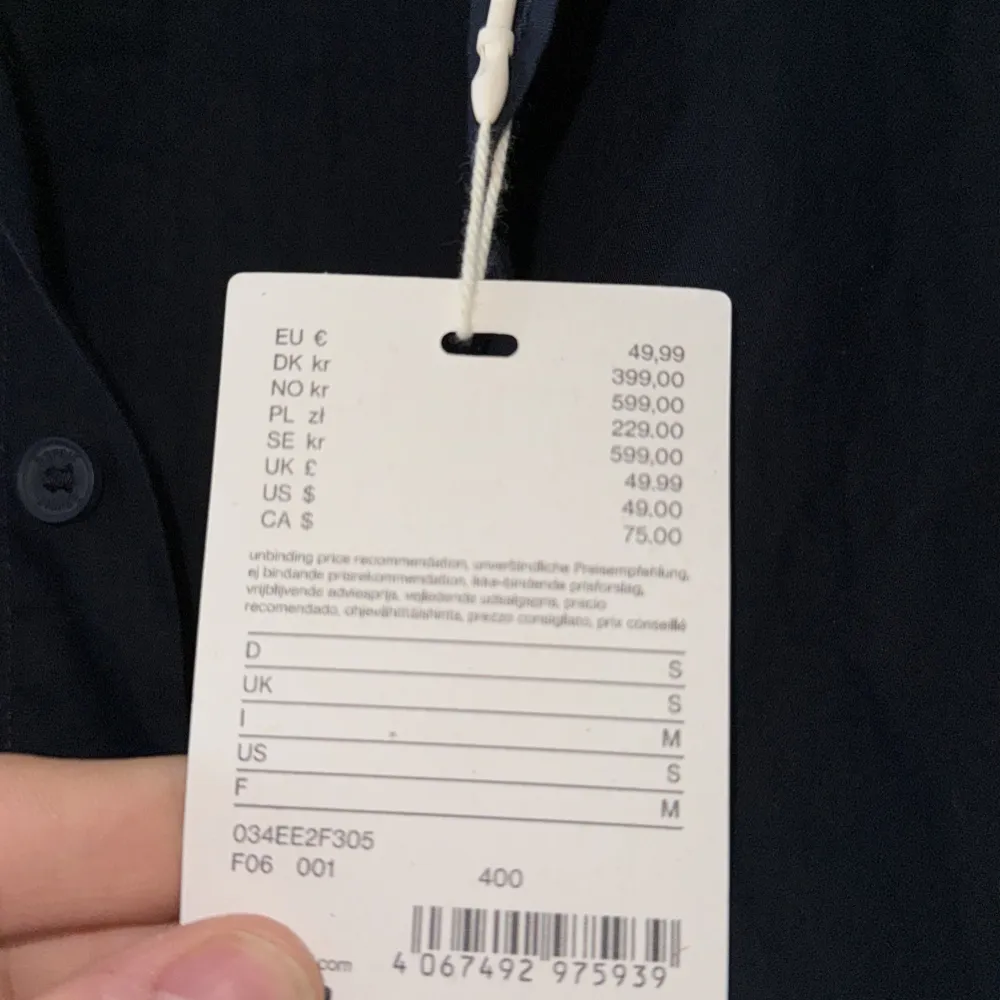 EU € 49,99
DK kr 399,00
NO kr 599,00
PL zł 229.00
SE kr 599,00
UK £ 49.99
US $ 49.00
CA $ 75.00
unbinding price recommendation, unverbindliche Preisempfehlung,
ej bindande prisrekommendation, ikke-bindende prisforslag,
vrijblijvende adviesprijs, vejledende udsalgspris, precio
recomendado, ohjevähittäishinta, prezzo consigliato, prix conseillé
D S
UK S
I M
US S
F M
034EE2F305
F06 001 400
com
4 067492 975939